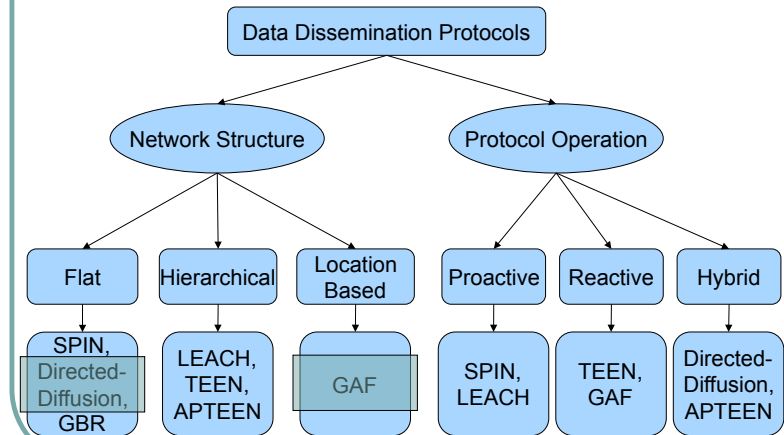 Data Dissemination Protocols
Network Structure
Protocol Operation
Flat
Hierarchical
Location
Based
Proactive
Reactive
Hybrid
SPIN,
Directed-
Diffusion,
GBR
LEACH,
TEEN,
APTEEN
GAF
SPIN,
LEACH
TEEN,
GAF
Directed-
Diffusion,
APTEEN